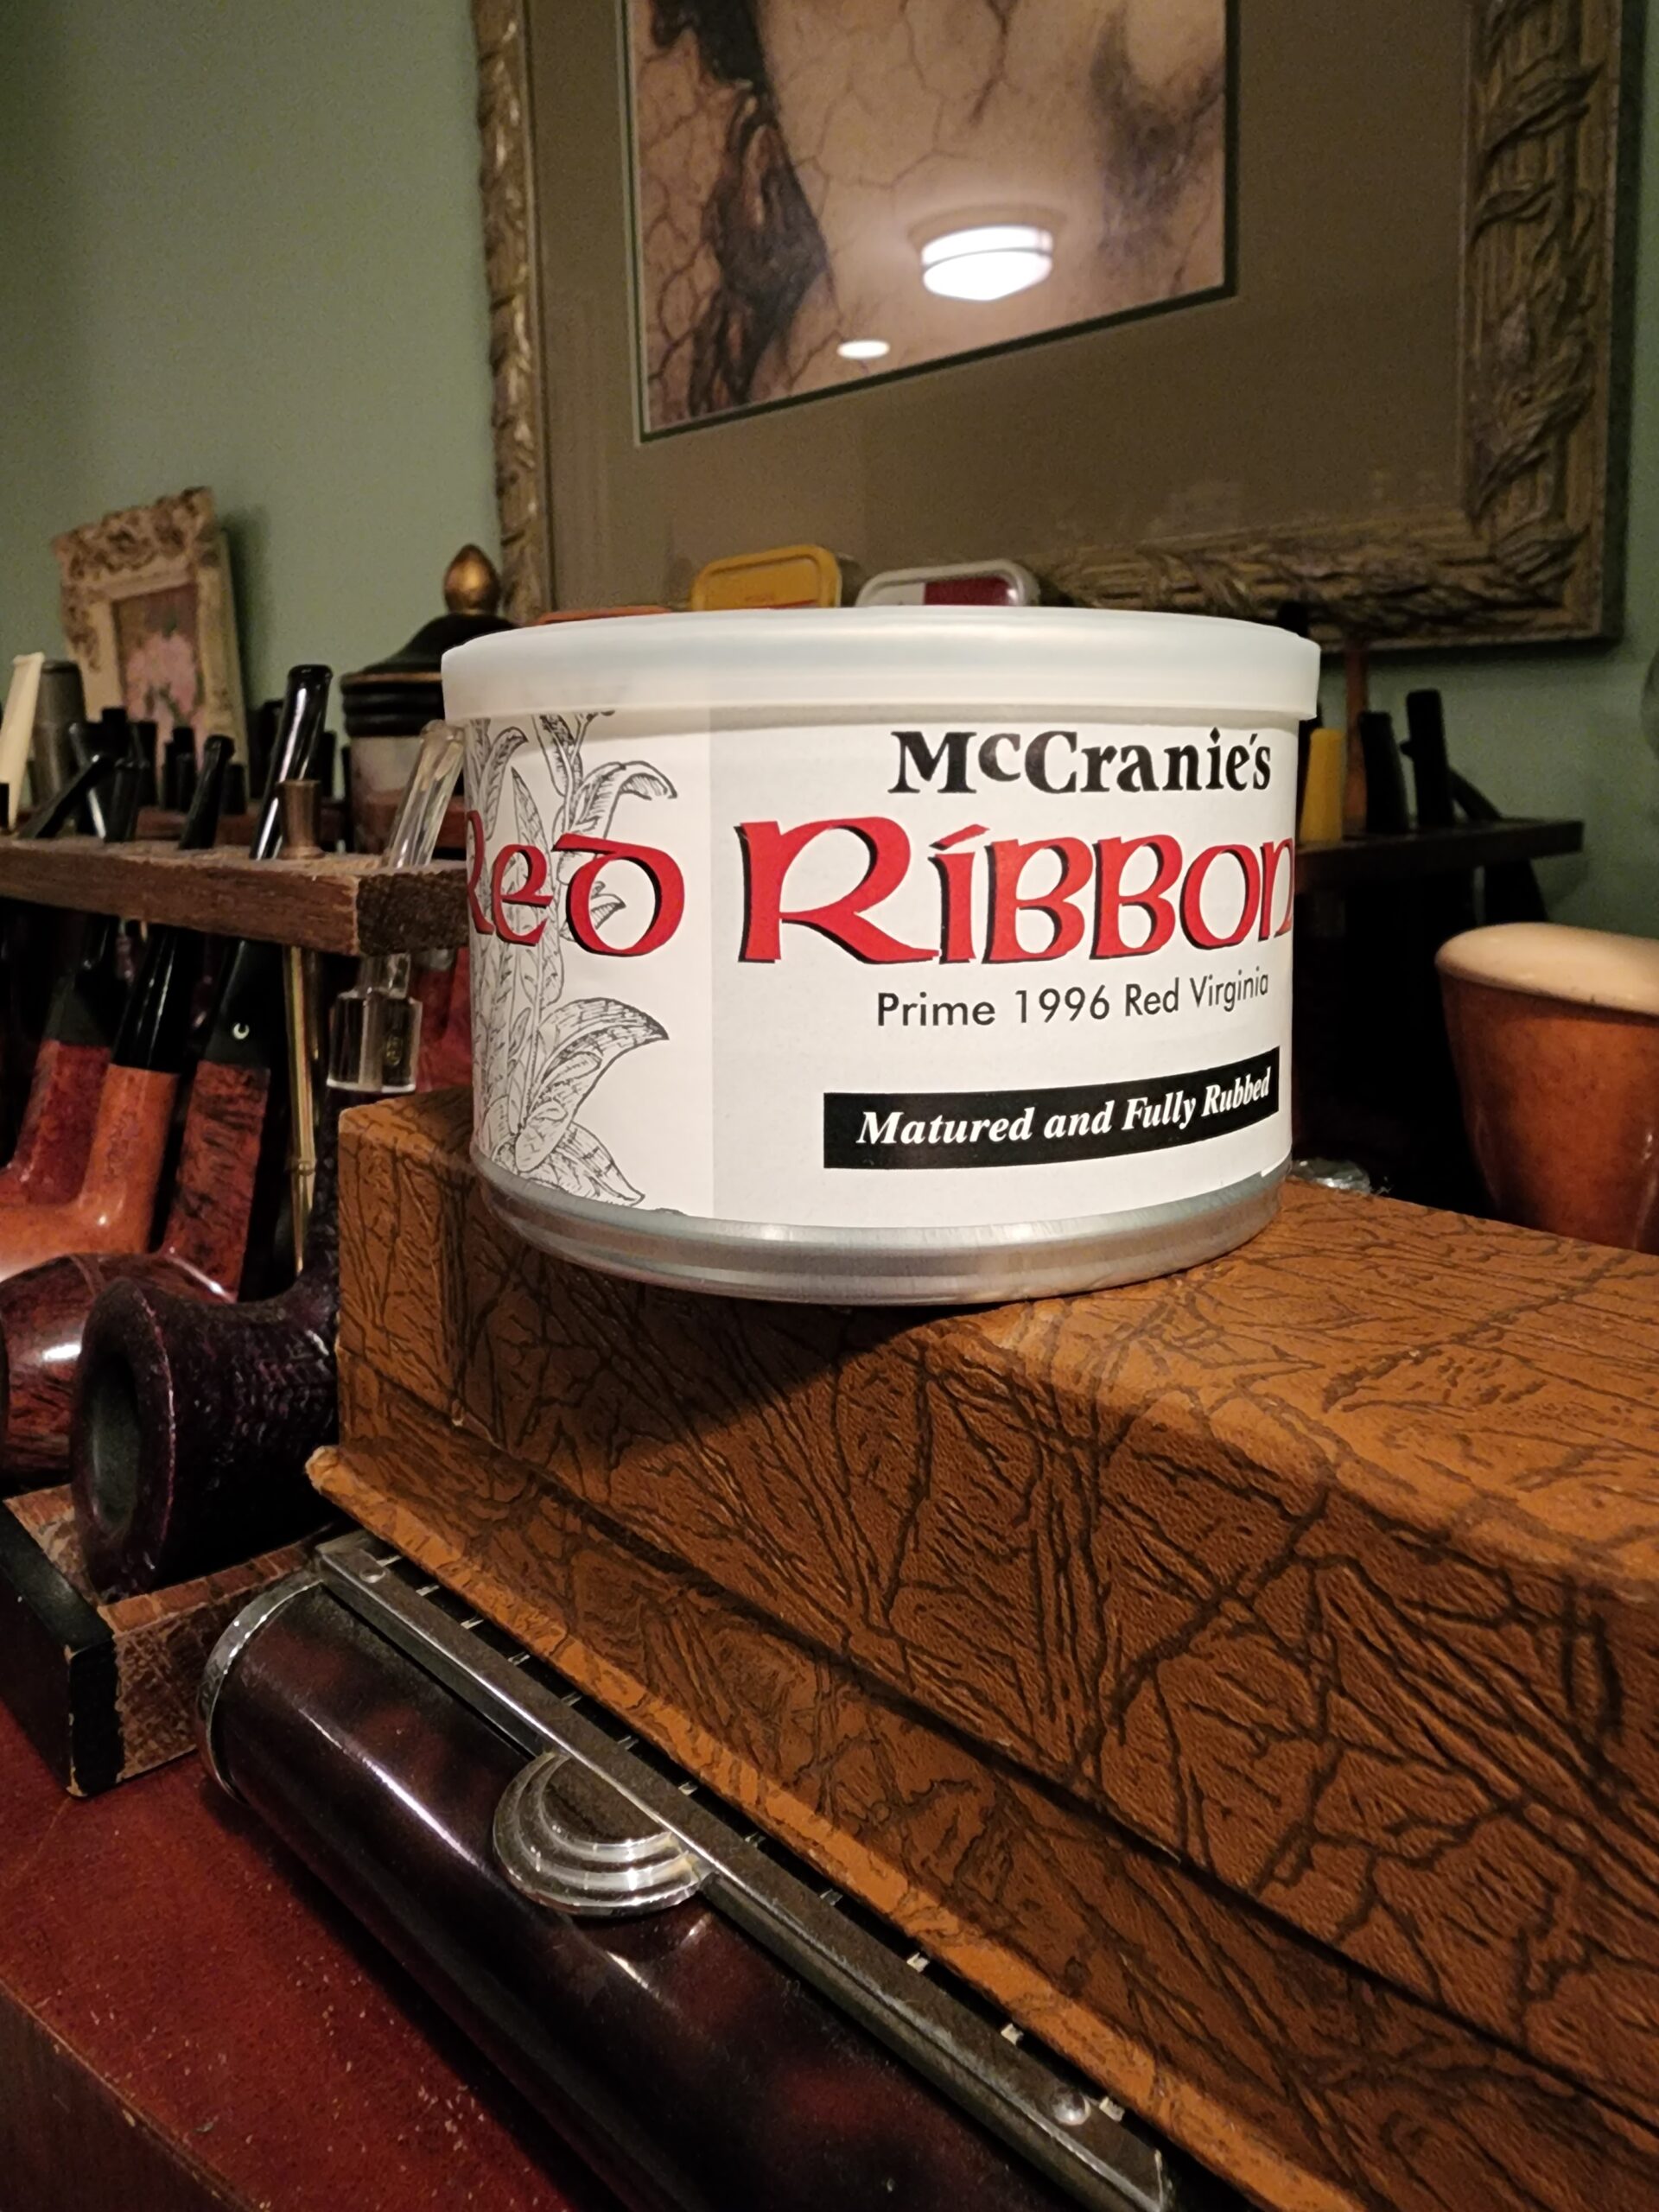 McCranie's
Red Ribbon
Prime 1996 Red Virginia
Matured and Fully Rubbed